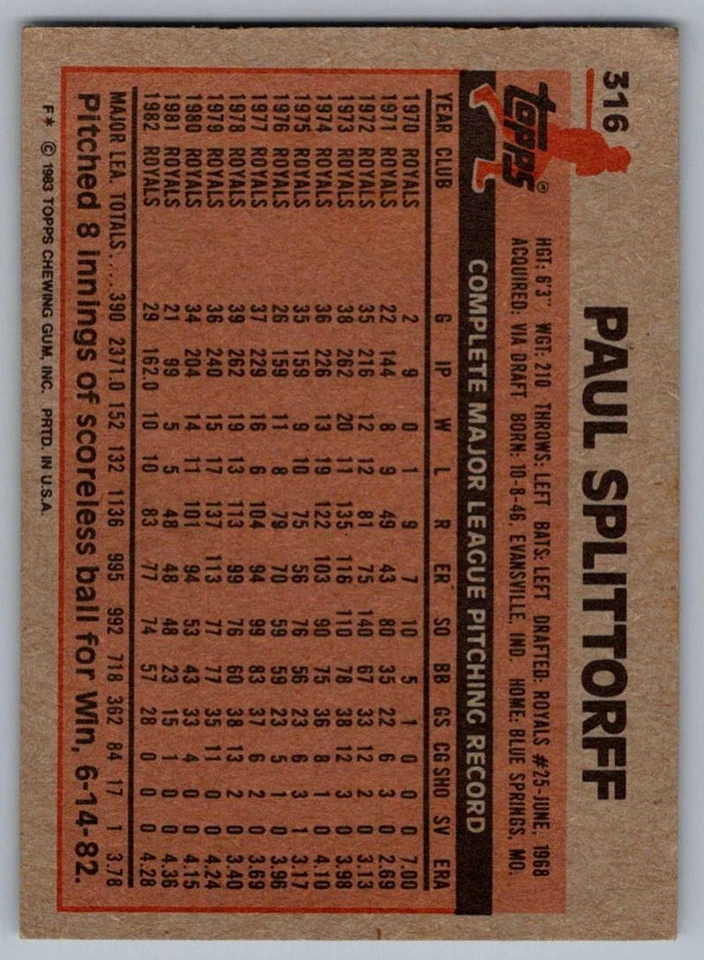 316
PAUL SPLITTORFF
TOPPS®
HGT: 6'3" WGT: 210 THROWS: LEFT BATS: LEFT DRAFTED: ROYALS #25-JUNE, 1968
ACQUIRED: VIA DRAFT BORN: 10-8-46, EVANSVILLE, IND. HOME: BLUE SPRINGS, MO.
COMPLETE MAJOR LEAGUE PITCHING RECORD
YEAR CLUB G IP W L R ER SO BB GS CG SHO SV ERA
1970 ROYALS 2 9 0 1 9 7 10 5 1 0 0 0 7.00
1971 ROYALS 22 144 8 9 49 43 80 35 22 6 3 0 2.69
1972 ROYALS 35 216 12 12 81 75 140 67 33 12 2 0 3.13
1973 ROYALS 38 262 20 11 135 116 110 78 38 12 3 0 3.98
1974 ROYALS 36 226 13 19 122 103 90 75 36 8 1 0 4.10
1975 ROYALS 35 159 9 10 75 56 76 56 23 6 3 1 3.17
1976 ROYALS 26 159 11 8 79 70 59 59 23 5 1 0 3.96
1977 ROYALS 37 229 16 6 104 94 99 83 37 6 2 0 3.69
1978 ROYALS 39 262 19 13 113 99 76 60 38 13 2 0 3.40
1979 ROYALS 36 240 15 17 137 113 77 77 35 11 0 0 4.24
1980 ROYALS 34 204 14 11 101 94 53 43 33 4 0 0 4.15
1981 ROYALS 21 99 5 5 48 48 48 23 15 1 0 0 4.36
1982 ROYALS 29 162.0 10 10 83 77 74 57 28 0 0 0 4.28
MAJOR LEA. TOTALS.... 390 2371.0 152 132 1136 995 992 718 362 84 17 1 3.78
Pitched 8 innings of scoreless ball for Win, 6-14-82.
F* © 1983 TOPPS CHEWING GUM, INC. PRTD. IN U.S.A.